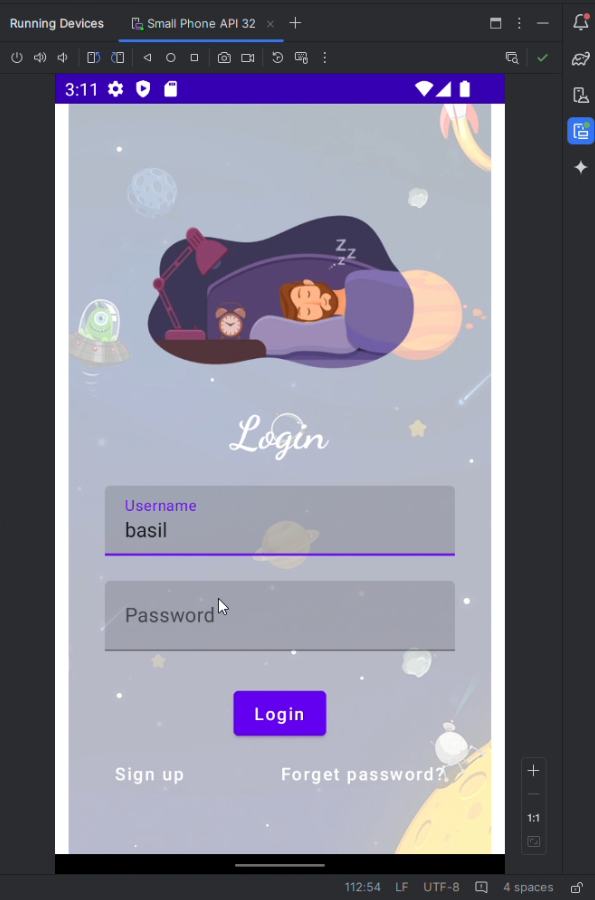 Running Devices
Small Phone API 32
3:11
Z
Z
Z
Login
Username
basil
Password
Login
Sign up
Forget password?
1:1
112:54 LF UTF-8 4 spaces